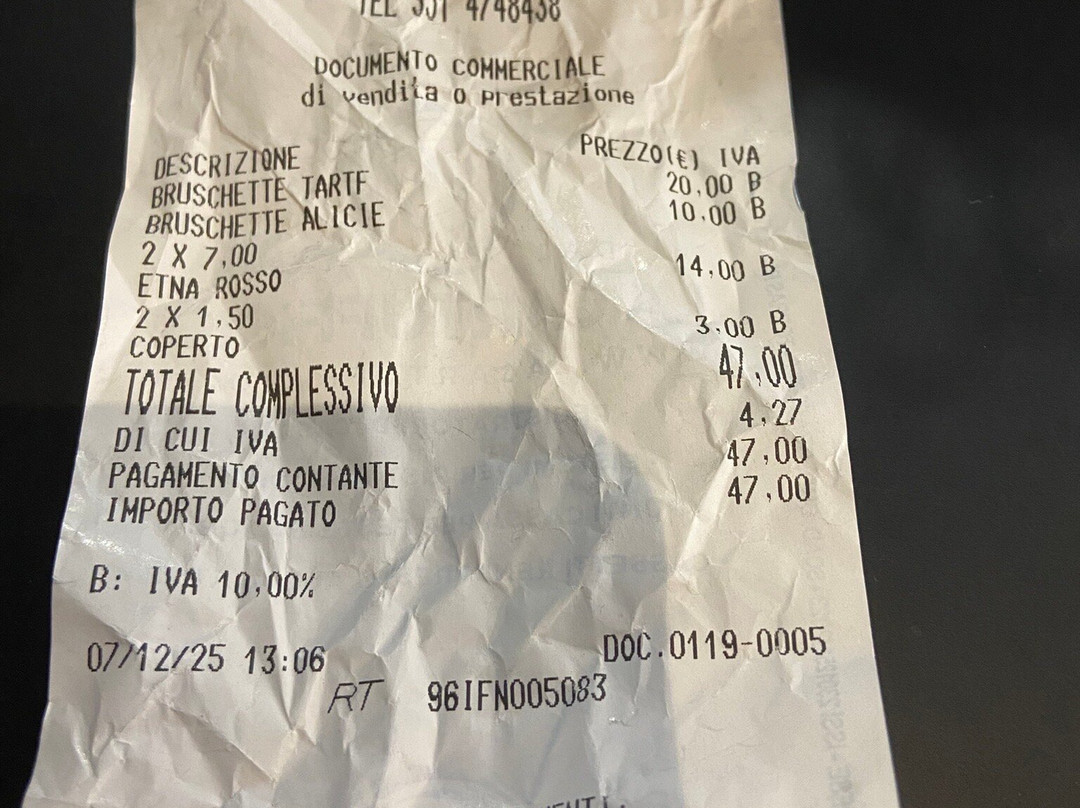 TEL 331 4748438
DOCUMENTO COMMERCIALE
di vendita o prestazione
DESCRIZIONE PREZZO(€) IVA
BRUSCHETTE TARTF 20,00 B
BRUSCHETTE ALICIE 10,00 B
2 X 7,00
ETNA ROSSO 14,00 B
2 X 1,50
COPERTO 3,00 B
TOTALE COMPLESSIVO 47,00
DI CUI IVA 4,27
PAGAMENTO CONTANTE 47,00
IMPORTO PAGATO 47,00
B: IVA 10,00%
07/12/25 13:06 DOC.0119-0005
RT 96IFN005083